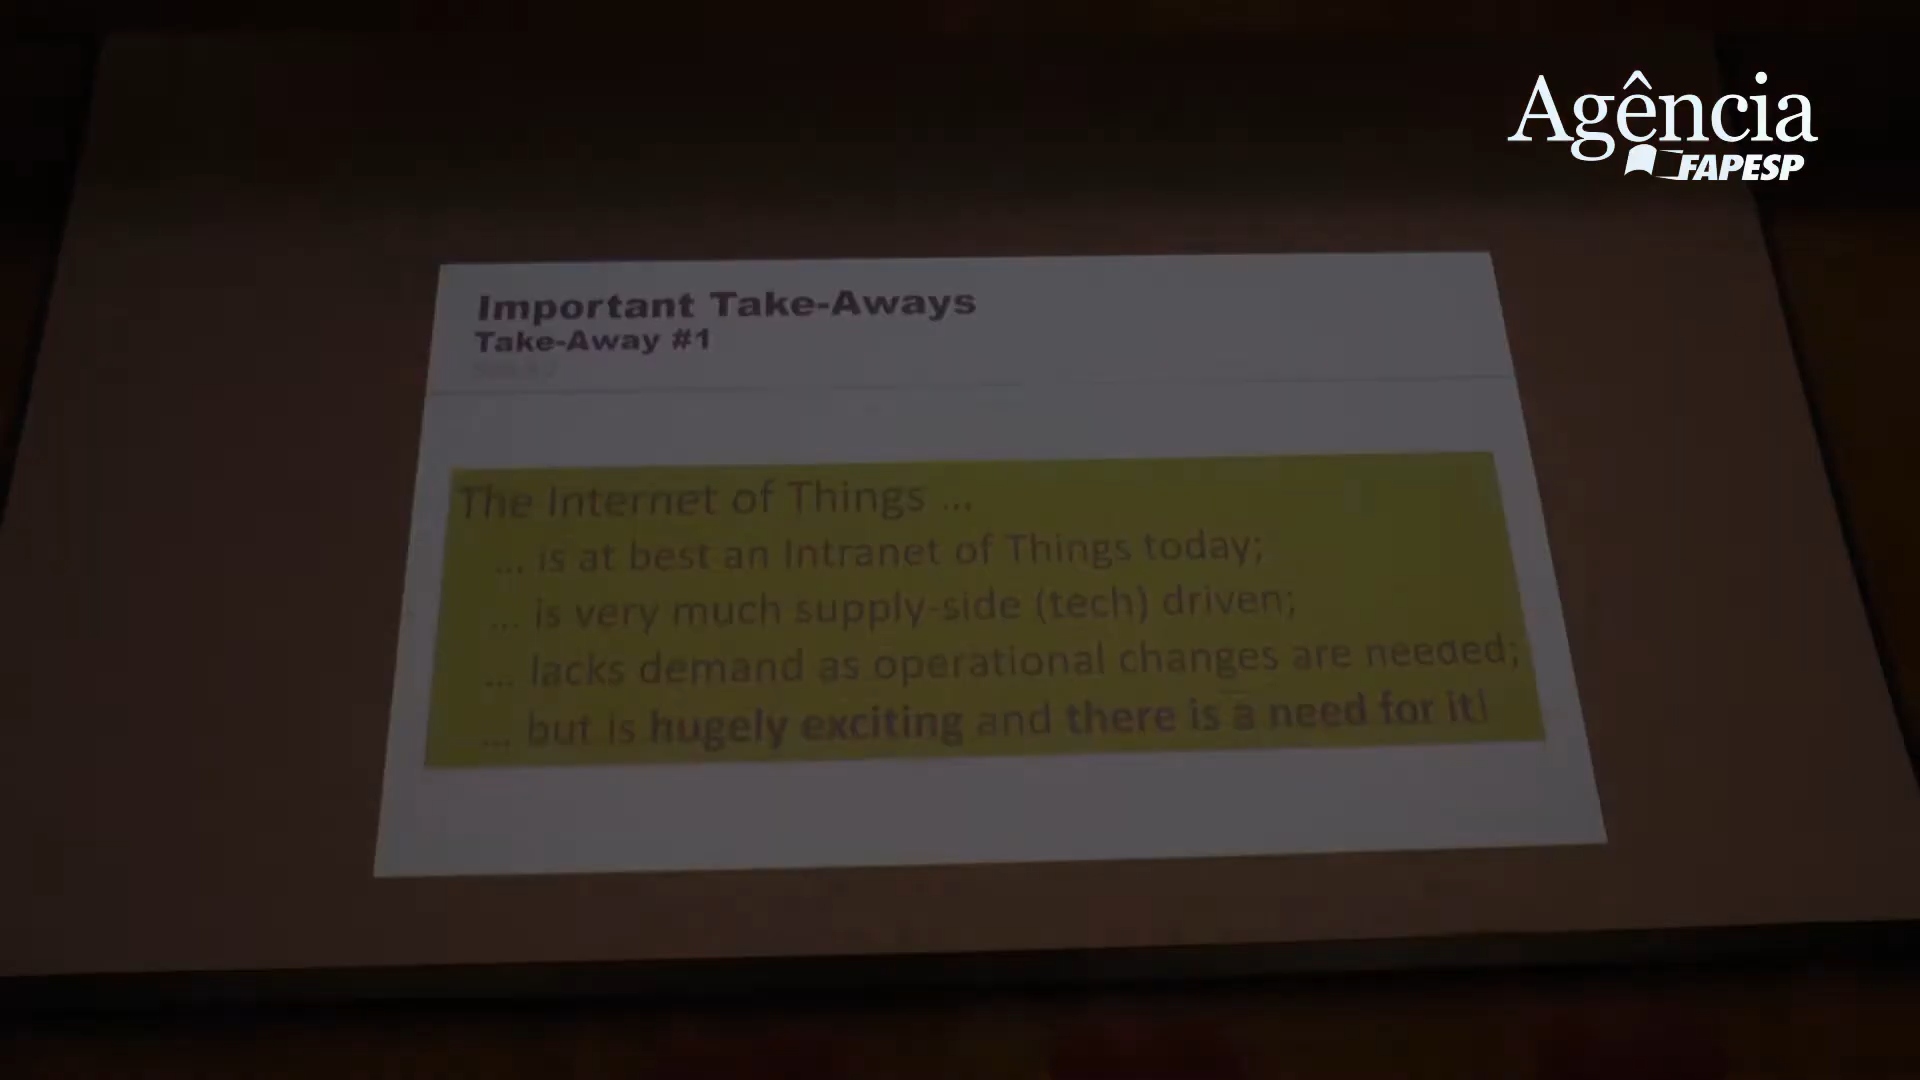 Agência
FAPESP
Important Take-Aways
Take-Away #1
The Internet of Things ...
... is at best an Intranet of Things today;
... is very much supply-side (tech) driven;
... lacks demand as operational changes are needed;
... but is hugely exciting and there is a need for it!